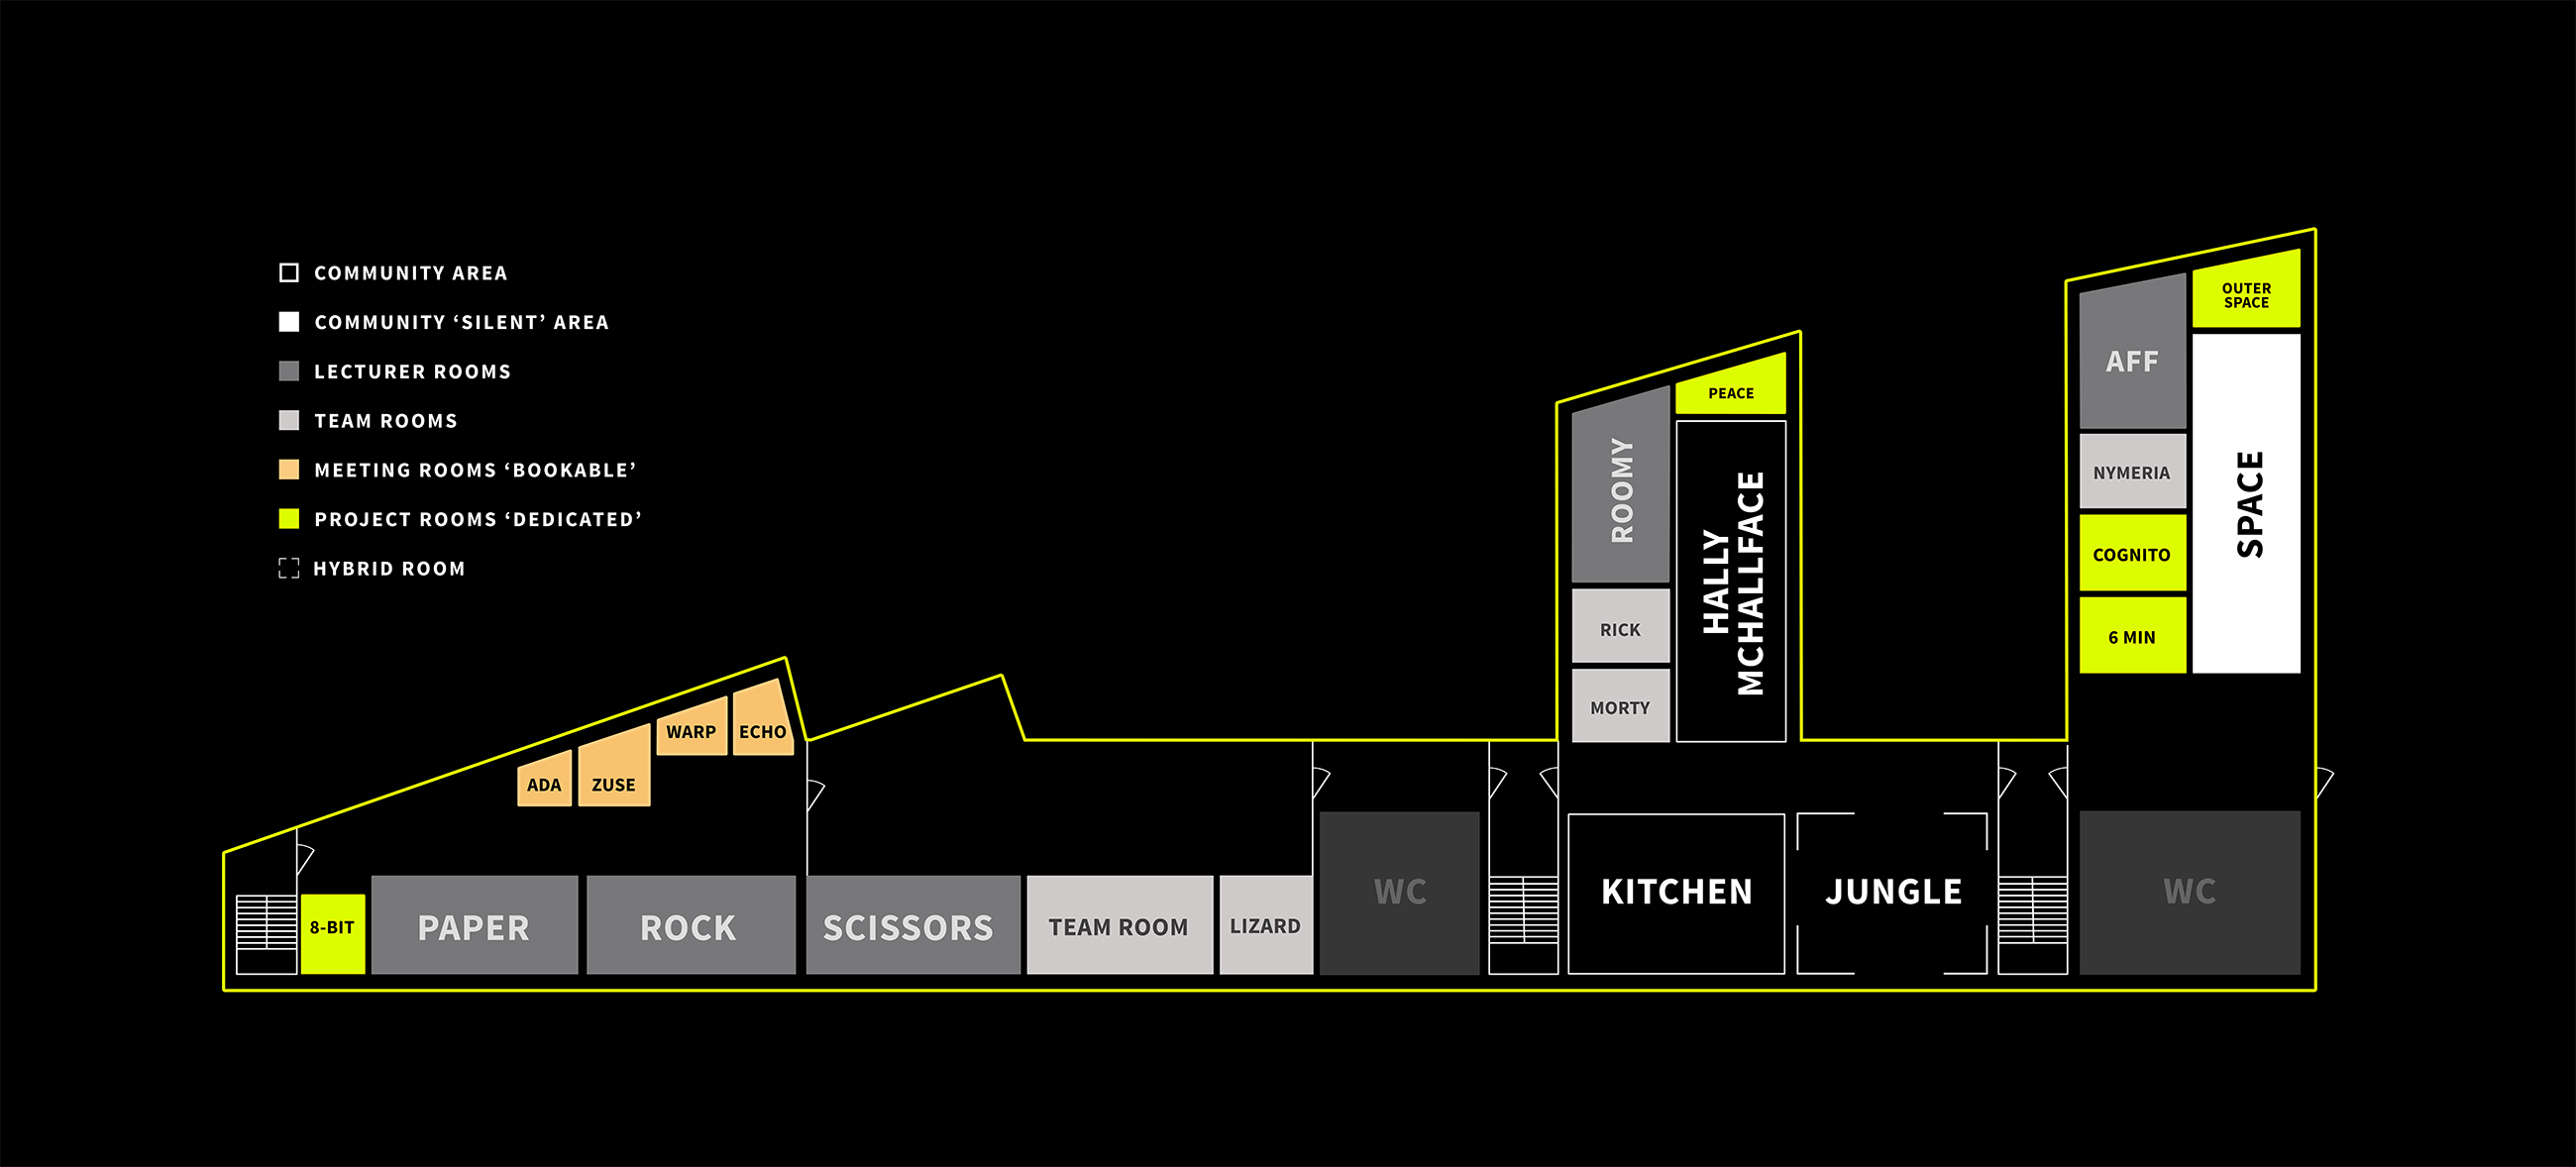 COMMUNITY AREA
COMMUNITY ‘SILENT’ AREA
LECTURER ROOMS
TEAM ROOMS
MEETING ROOMS ‘BOOKABLE’
PROJECT ROOMS ‘DEDICATED’
HYBRID ROOM
ADA
ZUSE
WARP
ECHO
8-BIT
PAPER
ROCK
SCISSORS
TEAM ROOM
LIZARD
WC
ROOMY
RICK
MORTY
PEACE
HALLY
MCHALLFACE
KITCHEN
JUNGLE
AFF
NYMERIA
COGNITO
6 MIN
OUTER
SPACE
SPACE
WC